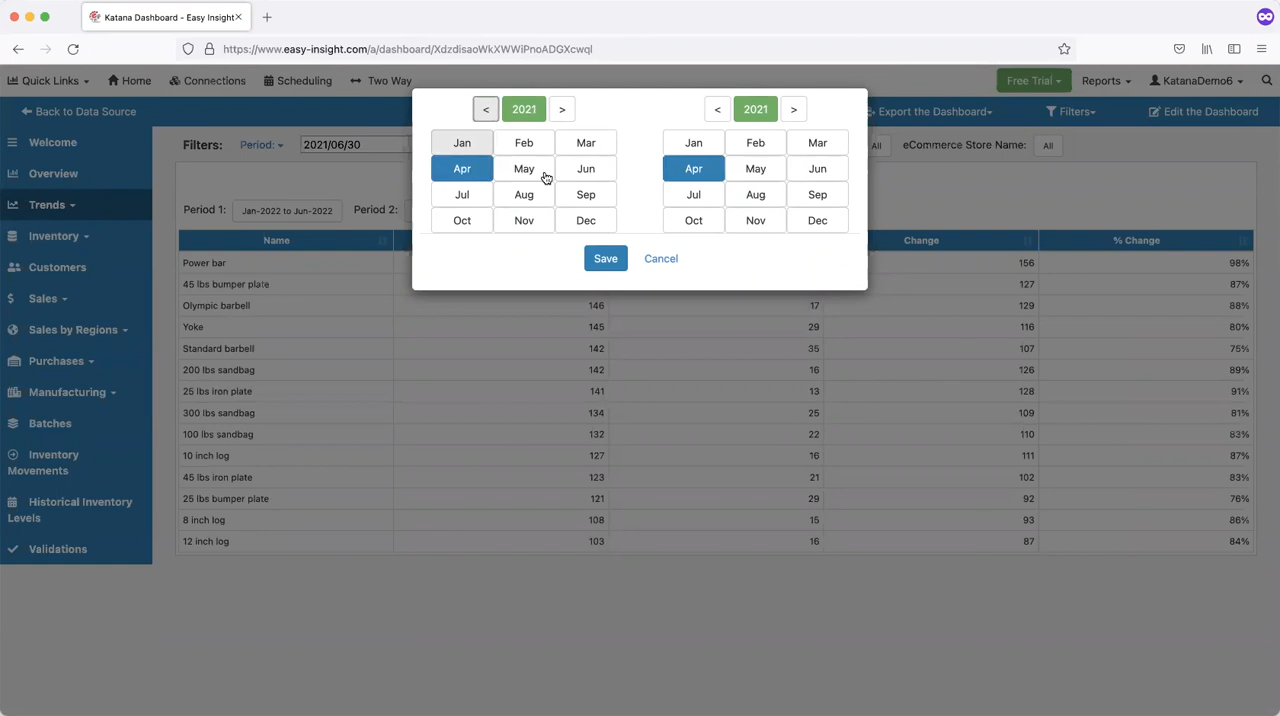 Katana Dashboard - Easy Insight
https://www.easy-insight.com/a/dashboard/XdzdisaoWkXWWiPnoADGXcwql
Quick Links Home Connections Scheduling Two Way Free Trial Reports KatanaDemo6
Back to Data Source Export the Dashboard Filters Edit the Dashboard
< 2021 > < 2021 >
Jan Feb Mar Jan Feb Mar
Apr May Jun Apr May Jun
Jul Aug Sep Jul Aug Sep
Oct Nov Dec Oct Nov Dec
Save Cancel
Welcome
Overview
Trends
Inventory
Customers
Sales
Sales by Regions
Purchases
Manufacturing
Batches
Inventory
Movements
Historical Inventory
Levels
Validations
Filters: Period: 2021/06/30 All eCommerce Store Name: All
Period 1: Jan-2022 to Jun-2022 Period 2:
Name Change % Change
Power bar 156 98%
45 lbs bumper plate 127 87%
Olympic barbell 146 17 129 88%
Yoke 145 29 116 80%
Standard barbell 142 35 107 75%
200 lbs sandbag 142 16 126 89%
25 lbs iron plate 141 13 128 91%
300 lbs sandbag 134 25 109 81%
100 lbs sandbag 132 22 110 83%
10 inch log 127 16 111 87%
45 lbs iron plate 123 21 102 83%
25 lbs bumper plate 121 29 92 76%
8 inch log 108 15 93 86%
12 inch log 103 16 87 84%